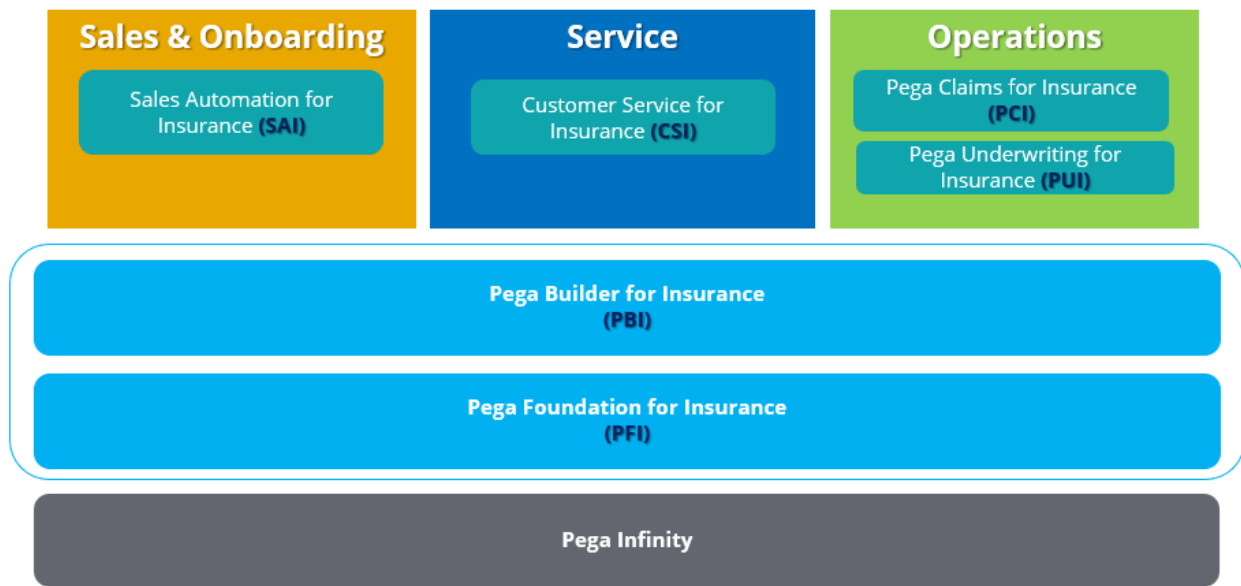 Sales & Onboarding
Sales Automation for
Insurance (SAI)
Service
Customer Service for
Insurance (CSI)
Operations
Pega Claims for Insurance
(PCI)
Pega Underwriting for
Insurance (PUI)
Pega Builder for Insurance
(PBI)
Pega Foundation for Insurance
(PFI)
Pega Infinity